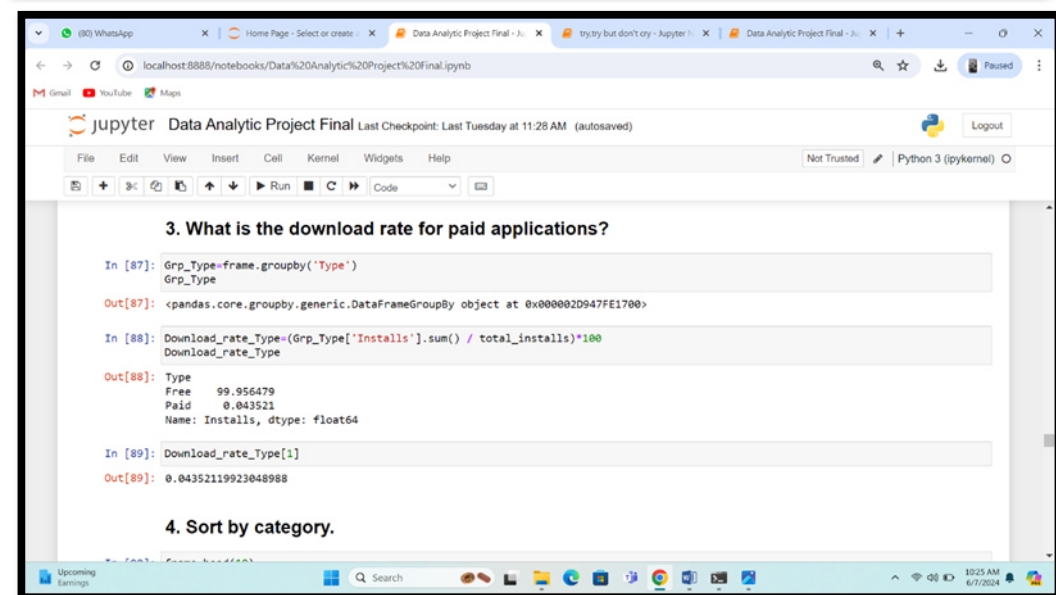 (80) WhatsApp
Home Page - Select or create a
Data Analytic Project Final - Ju
try,try but don't cry - Jupyter N
Data Analytic Project Final - Ju
localhost:8888/notebooks/Data%20Analytic%20Project%20Final.ipynb
Paused
Gmail YouTube Maps
jupyter Data Analytic Project Final Last Checkpoint: Last Tuesday at 11:28 AM (autosaved)
Logout
File Edit View Insert Cell Kernel Widgets Help
Not Trusted Python 3 (ipykernel)
Run Code
3. What is the download rate for paid applications?
In [87]: Grp_Type=frame.groupby('Type')
Grp_Type
Out[87]: <pandas.core.groupby.generic.DataFrameGroupBy object at 0x000002D947FE1700>
In [88]: Download_rate_Type=(Grp_Type['Installs'].sum() / total_installs)*100
Download_rate_Type
Out[88]: Type
Free 99.956479
Paid 0.043521
Name: Installs, dtype: float64
In [89]: Download_rate_Type[1]
Out[89]: 0.04352119923048988
4. Sort by category.
Upcoming
Earnings
Search
10:25 AM
6/7/2024